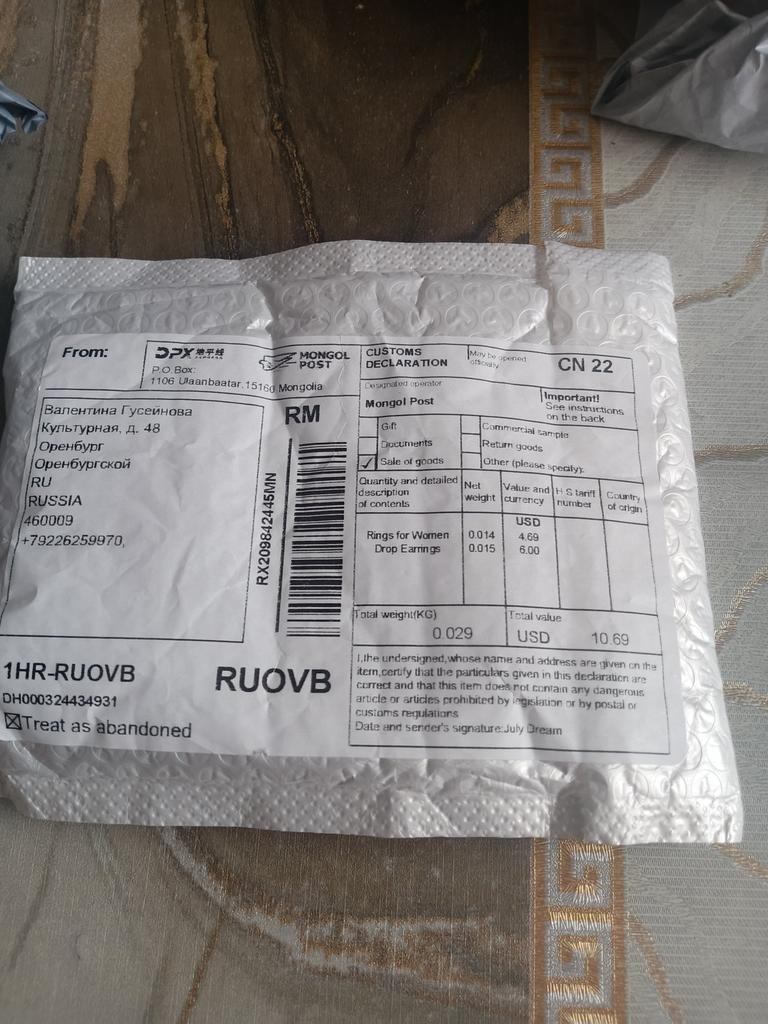 From:
DPX 地平线
EXPRESS
MONGOL
POST
P.O.Box:
1106 Ulaanbaatar.15160 Mongolia
Валентина Гусейнова
Культурная, д. 48
Оренбург
Оренбургской
RU
RUSSIA
460009
+79226259970,
RM
RX209842445MN
1HR-RUOVB
DH000324434931
Treat as abandoned
RUOVB
CUSTOMS
DECLARATION
May be opened
officially
CN 22
Designated operator
Mongol Post
Important!
See instructions
on the back
Gift
Commercial sample
Documents
Return goods
✓ Sale of goods
Other (please specify):
Quantity and detailed
description
of contents
Net
weight
Value and
currency
H S tariff
number
Country
of origin
USD
Rings for Women 0.014 4.69
Drop Earrings 0.015 6.00
Total weight(KG)
0.029
Total value
USD 10.69
I,the undersigned,whose name and address are given on the
item,certify that the particulars given in this declaration are
correct and that this item does not contain any dangerous
article or articles prohibited by legislation or by postal or
customs regulations
Date and sender's signature:July Dream